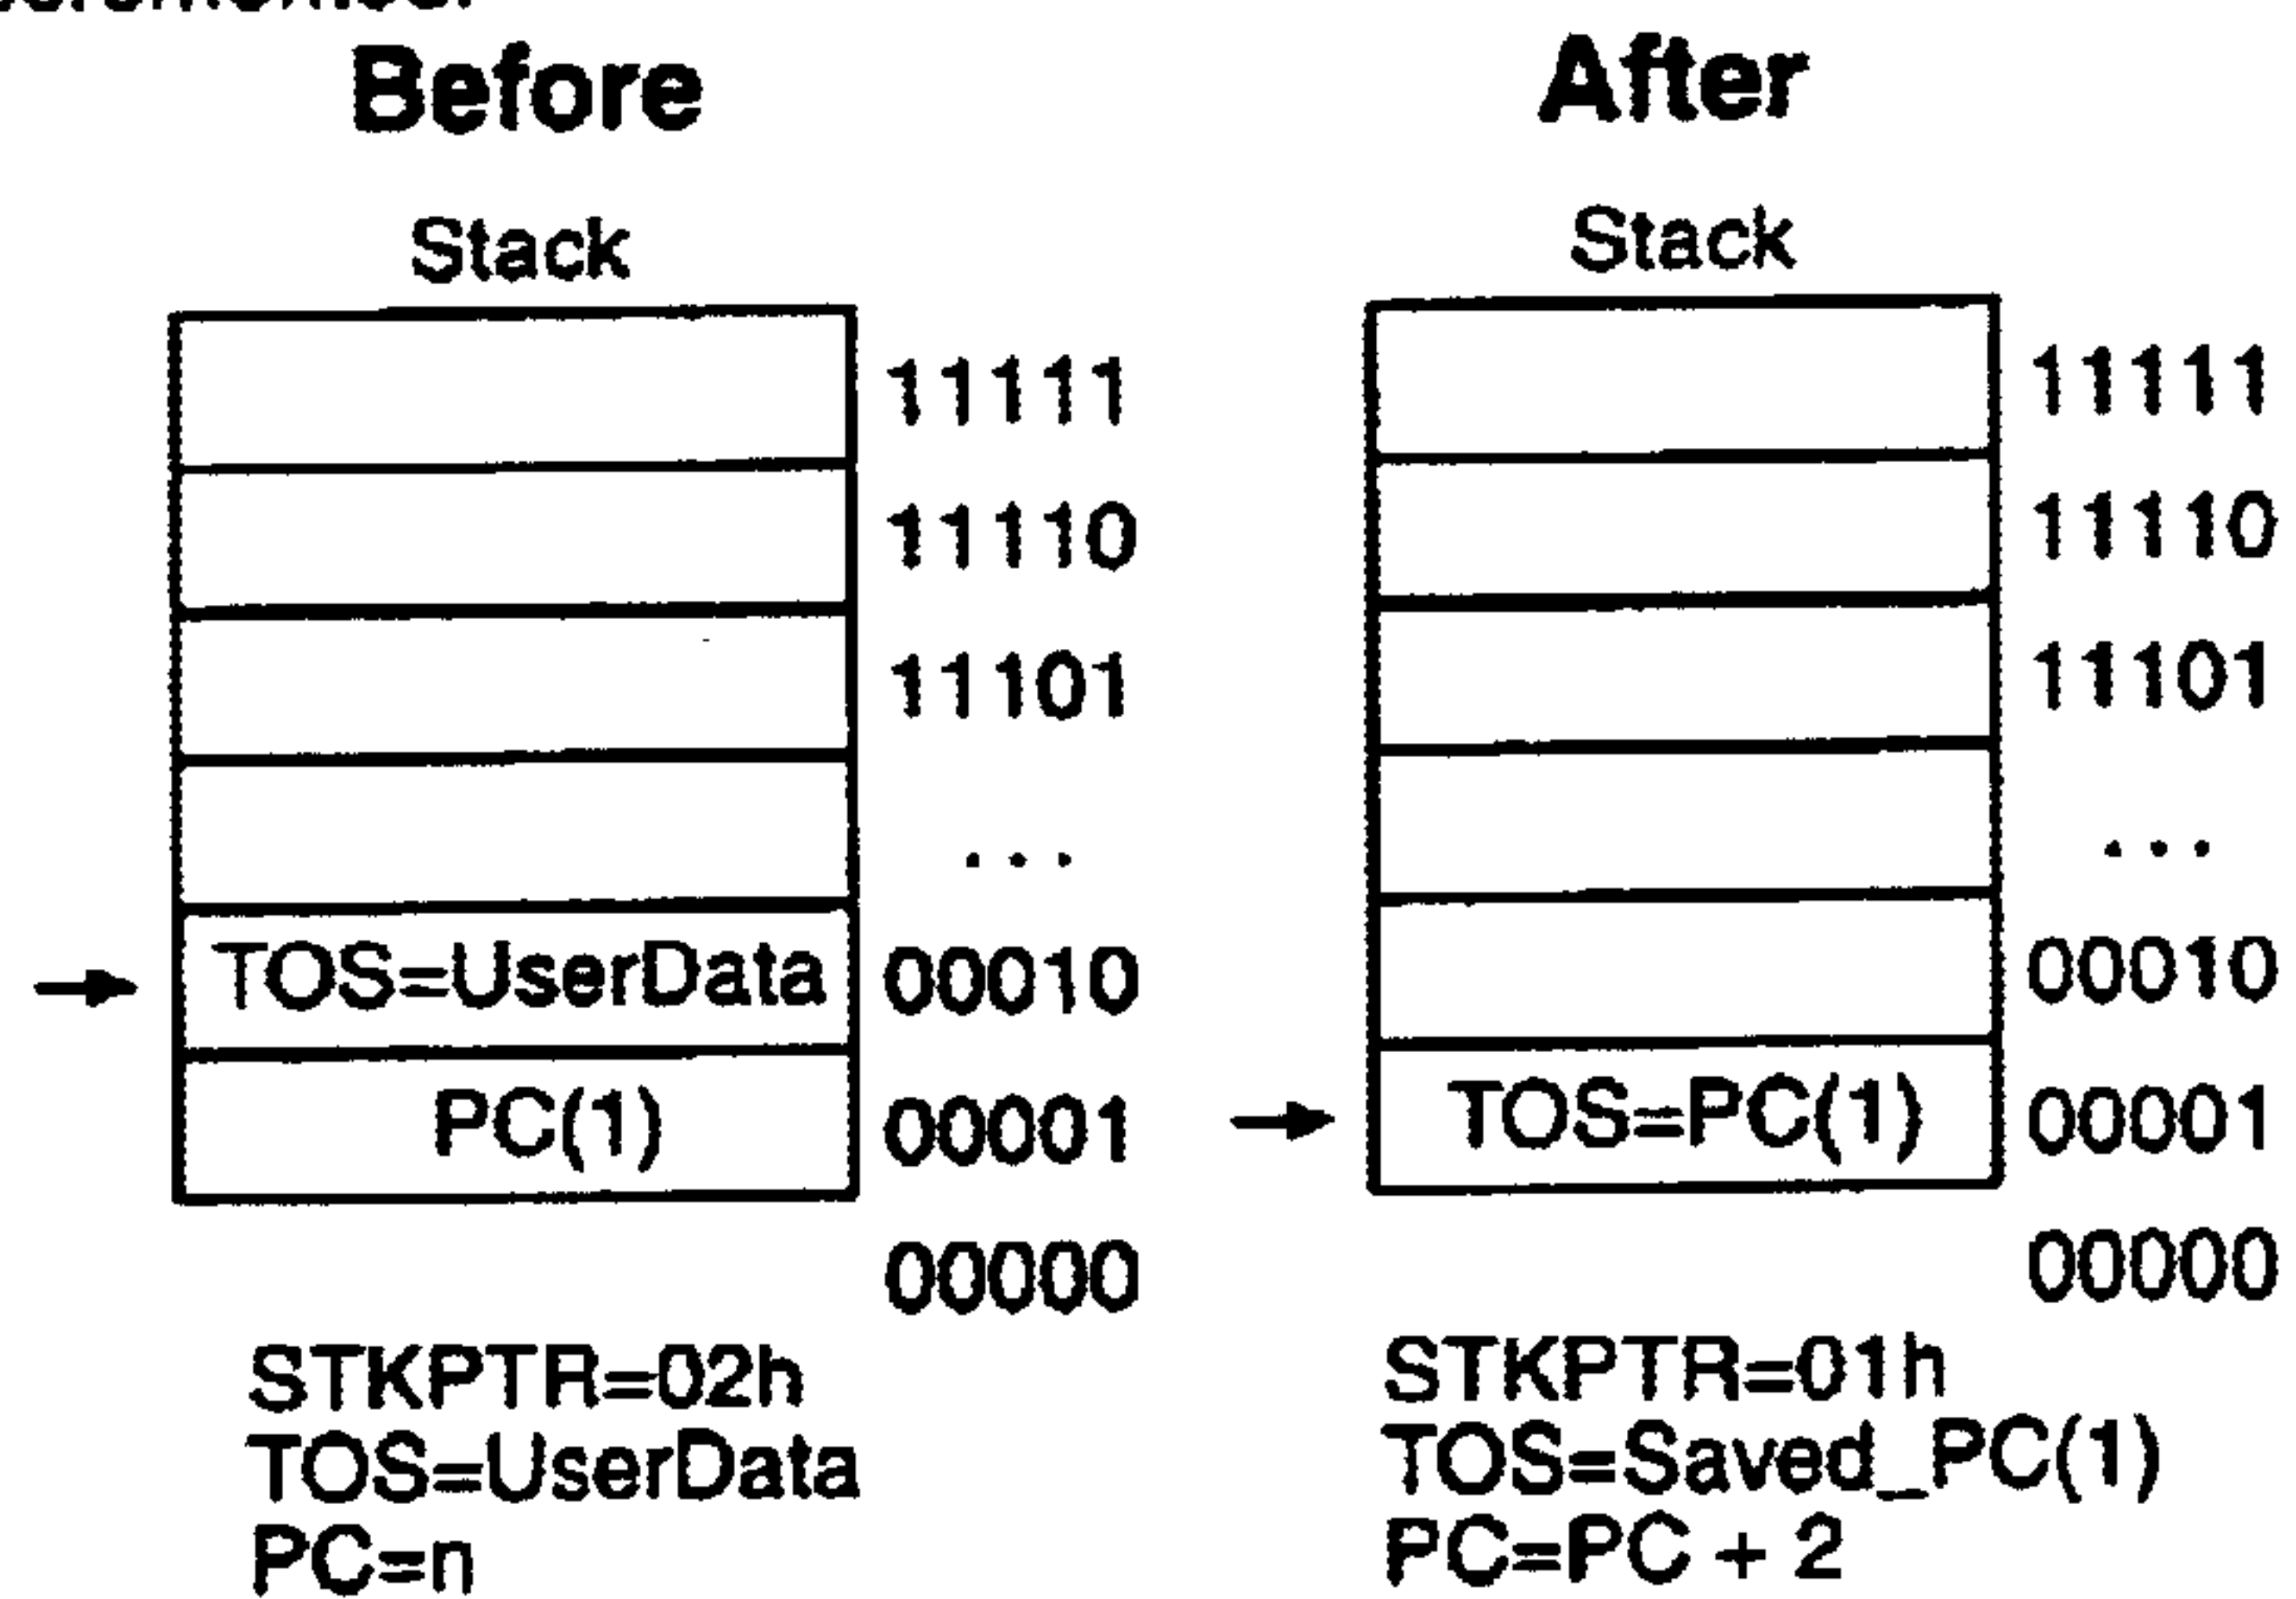 Before
After
Stack
Stack
11111
11110
11101
...
TOS=UserData 00010
PC(1) 00001
00000
STKPTR=02h
TOS=UserData
PC=n
11111
11110
11101
...
00010
TOS=PC(1) 00001
00000
STKPTR=01h
TOS=Saved_PC(1)
PC=PC + 2